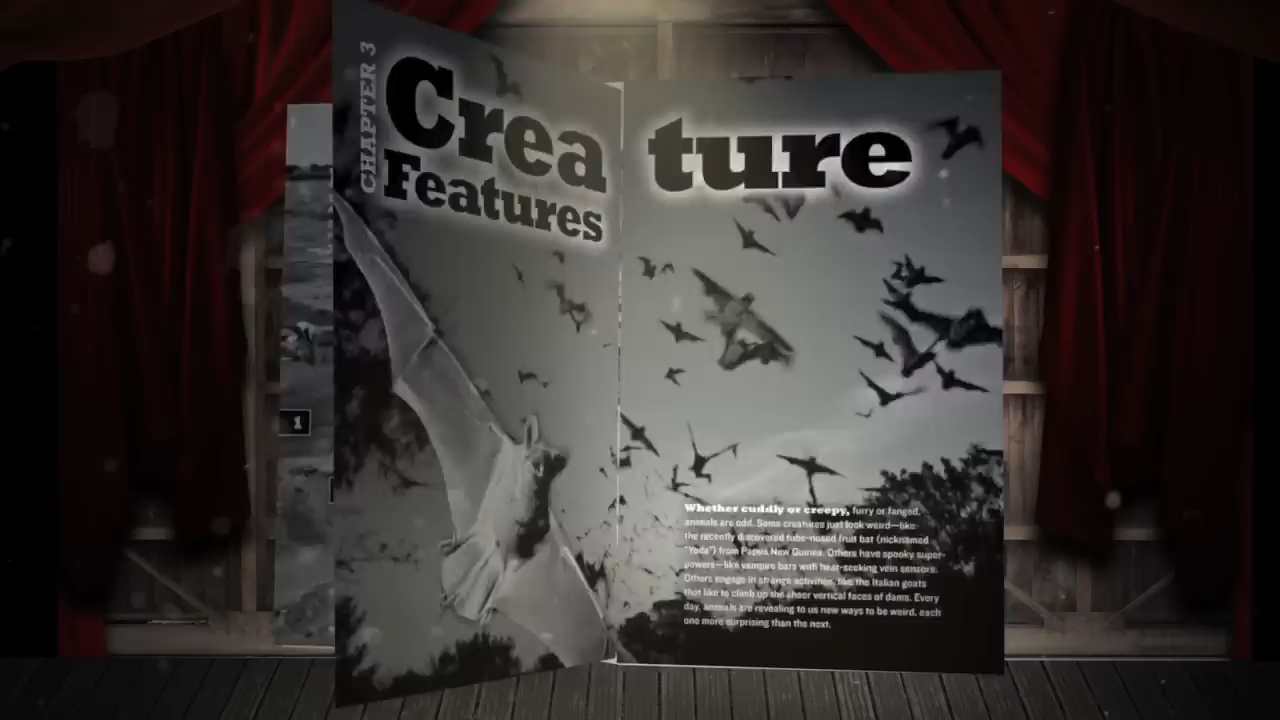 CHAPTER 3
Creature
Features
1
Whether cuddly or creepy, furry or fanged,
animals are odd. Some creatures just look weird—like
the recently discovered tube-nosed fruit bat (nicknamed
"Yoda") from Papua New Guinea. Others have spooky super-
powers—like vampire bats with heat-seeking vein sensors.
Others engage in strange activities, like the Italian goats
that like to climb up the sheer vertical faces of dams. Every
day, animals are revealing to us new ways to be weird, each
one more surprising than the next.